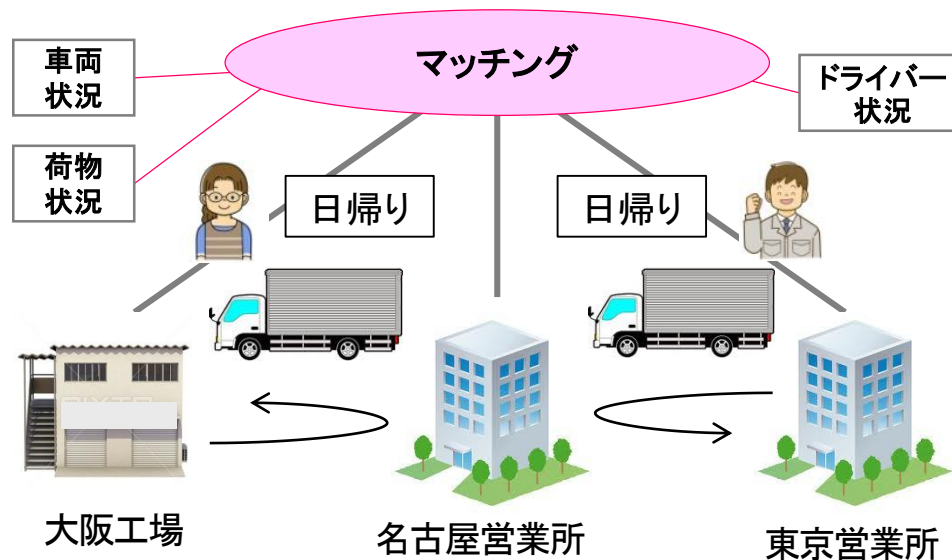 マッチング
車両
状況
ドライバー
状況
荷物
状況
日帰り
日帰り
大阪工場
名古屋営業所
東京営業所